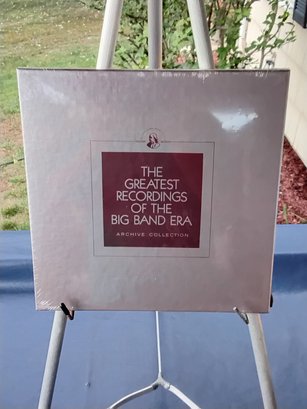 THE
GREATEST
RECORDINGS
OF THE
BIG BAND ERA
ARCHIVE COLLECTION